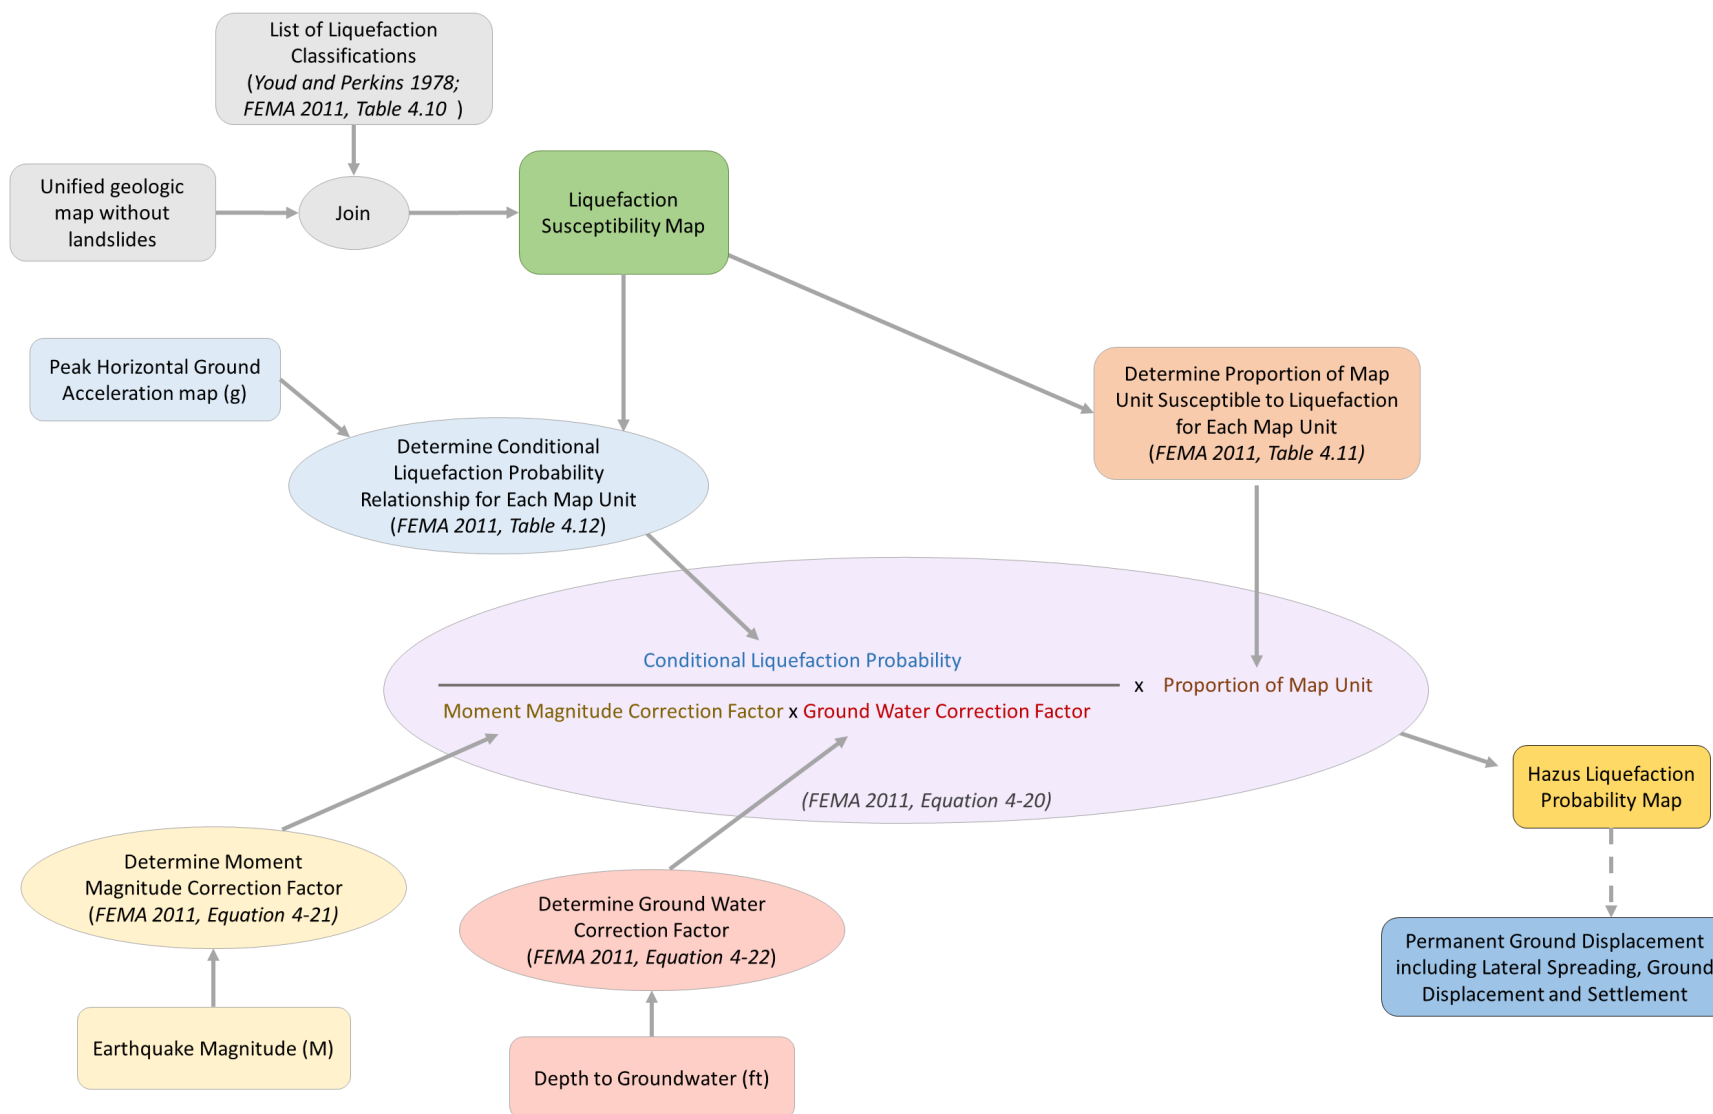 List of Liquefaction
Classifications
(Youd and Perkins 1978;
FEMA 2011, Table 4.10 )
Unified geologic
map without
landslides
Join
Liquefaction
Susceptibility Map
Peak Horizontal Ground
Acceleration map (g)
Determine Conditional
Liquefaction Probability
Relationship for Each Map Unit
(FEMA 2011, Table 4.12)
Determine Proportion of Map
Unit Susceptible to Liquefaction
for Each Map Unit
(FEMA 2011, Table 4.11)
Conditional Liquefaction Probability
x Proportion of Map Unit
Moment Magnitude Correction Factor x Ground Water Correction Factor
(FEMA 2011, Equation 4-20)
Hazus Liquefaction
Probability Map
Determine Moment
Magnitude Correction Factor
(FEMA 2011, Equation 4-21)
Determine Ground Water
Correction Factor
(FEMA 2011, Equation 4-22)
Permanent Ground Displacement
including Lateral Spreading, Ground
Displacement and Settlement
Earthquake Magnitude (M)
Depth to Groundwater (ft)